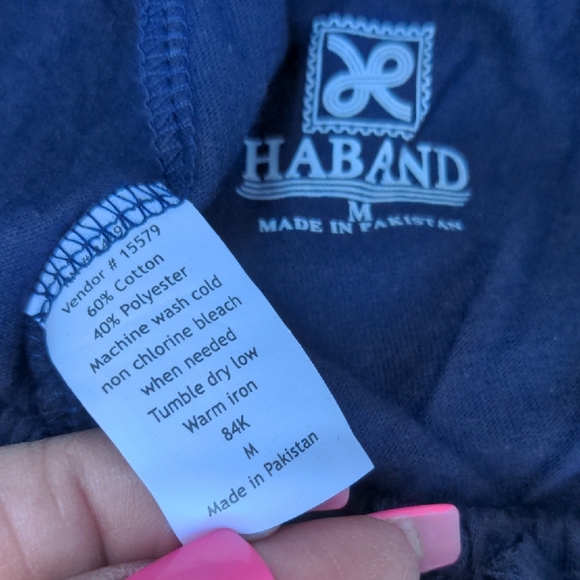 HABAND
M
MADE IN PAKISTAN
Vendor # 15579
60% Cotton
40% Polyester
Machine wash cold
non chlorine bleach
when needed
Tumble dry low
Warm iron
84K
M
Made in Pakistan